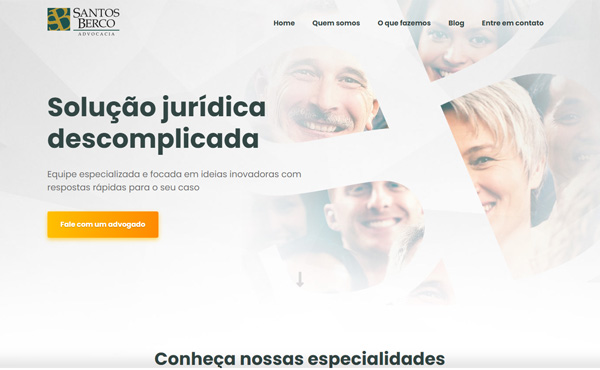 SANTOS
BERCO
ADVOCACIA
Home
Quem somos
O que fazemos
Blog
Entre em contato
Solução jurídica
descomplicada
Equipe especializada e focada em ideias inovadoras com
respostas rápidas para o seu caso
Fale com um advogado
Conheça nossas especialidades